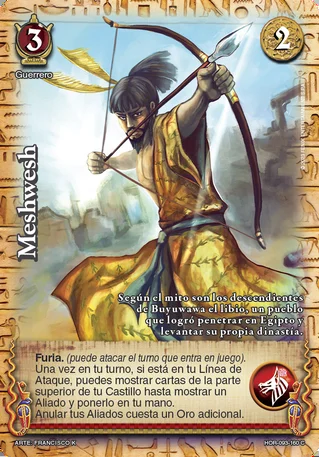 3
2
Guerrero
Meshwesh
Según el mito son los descendientes
de Buyuwawa el libio, un pueblo
que logró penetrar en Egipto y
levantar su propia dinastía.
Furia. (puede atacar el turno que entra en juego).
Una vez en tu turno, si está en tu Línea de
Ataque, puedes mostrar cartas de la parte
superior de tu Castillo hasta mostrar un
Aliado y ponerlo en tu mano.
Anular tus Aliados cuesta un Oro adicional.
ARTE: FRANCISCO K
HOR-093-160 C